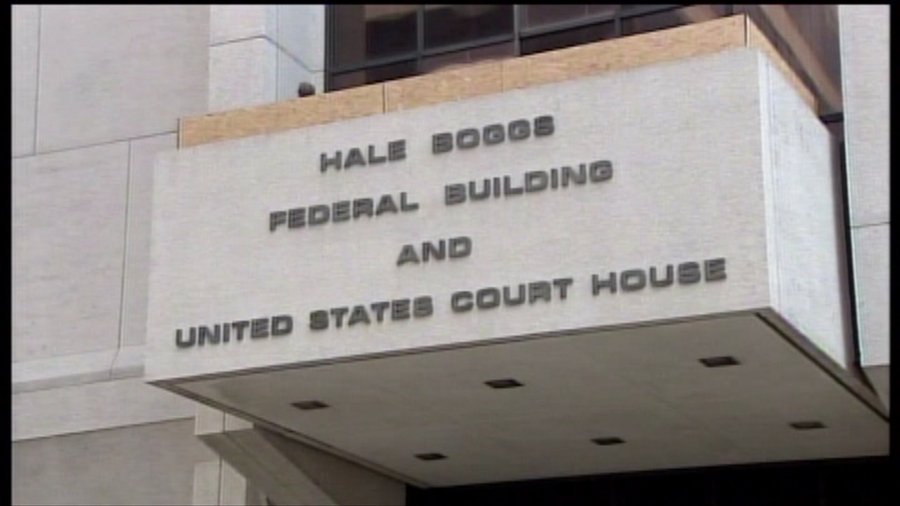 HALE BOGGS
FEDERAL BUILDING
AND
UNITED STATES COURT HOUSE